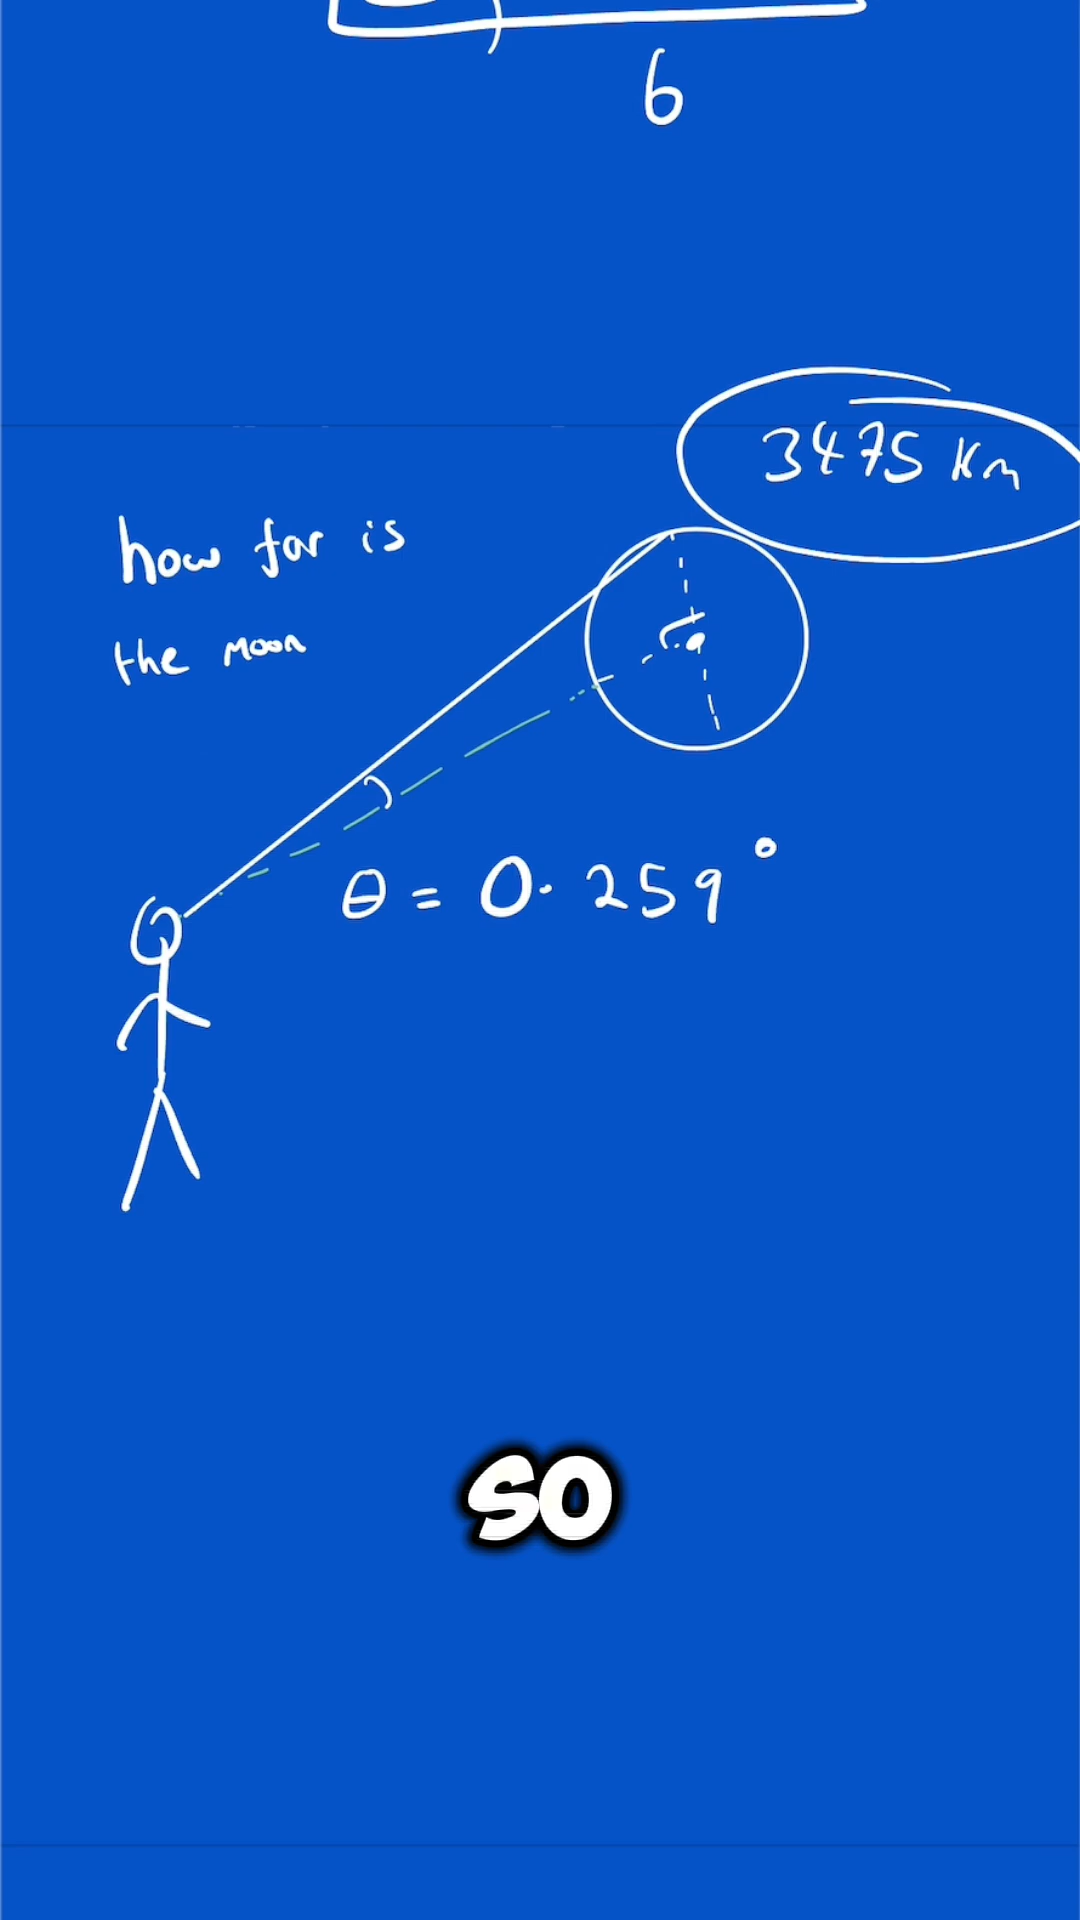 6
3475 Km
how far is
the moon
θ = 0.259°
SO